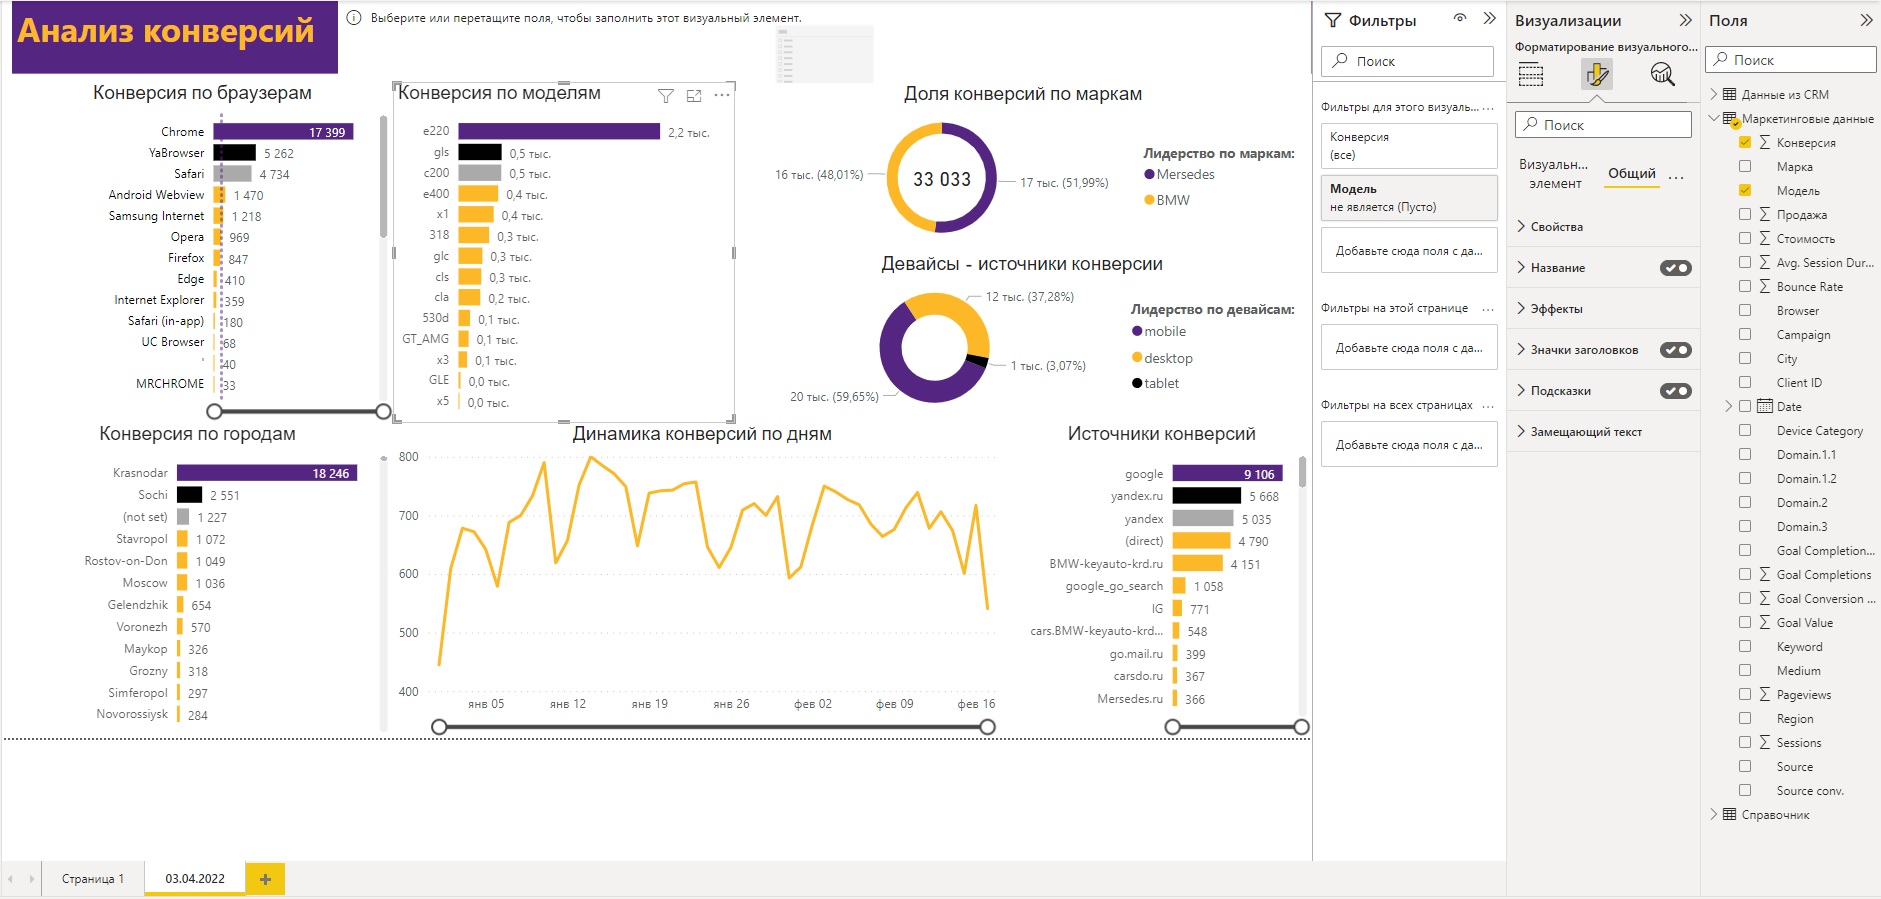 Анализ конверсий
Выберите или перетащите поля, чтобы заполнить этот визуальный элемент.
Конверсия по браузерам
Chrome 17 399
YaBrowser 5 262
Safari 4 734
Android Webview 1 470
Samsung Internet 1 218
Opera 969
Firefox 847
Edge 410
Internet Explorer 359
Safari (in-app) 180
UC Browser 68
' 40
MRCHROME 33
Конверсия по моделям
e220 2,2 тыс.
gls 0,5 тыс.
c200 0,5 тыс.
e400 0,4 тыс.
x1 0,4 тыс.
318 0,3 тыс.
glc 0,3 тыс.
cls 0,3 тыс.
cla 0,2 тыс.
530d 0,1 тыс.
GT_AMG 0,1 тыс.
x3 0,1 тыс.
GLE 0,0 тыс.
x5 0,0 тыс.
Доля конверсий по маркам
16 тыс. (48,01%)
33 033
17 тыс. (51,99%)
Лидерство по маркам:
Mersedes
BMW
Девайсы - источники конверсии
12 тыс. (37,28%)
1 тыс. (3,07%)
20 тыс. (59,65%)
Лидерство по девайсам:
mobile
desktop
tablet
Конверсия по городам
Krasnodar 18 246
Sochi 2 551
(not set) 1 227
Stavropol 1 072
Rostov-on-Don 1 049
Moscow 1 036
Gelendzhik 654
Voronezh 570
Maykop 326
Grozny 318
Simferopol 297
Novorossiysk 284
Динамика конверсий по дням
800
700
600
500
400
янв 05 янв 12 янв 19 янв 26 фев 02 фев 09 фев 16
Источники конверсий
google 9 106
yandex.ru 5 668
yandex 5 035
(direct) 4 790
BMW-keyauto-krd.ru 4 151
google_go_search 1 058
IG 771
cars.BMW-keyauto-krd... 548
go.mail.ru 399
carsdo.ru 367
Mersedes.ru 366
Страница 1
03.04.2022
+
Фильтры
Поиск
Фильтры для этого визуаль... ...
Конверсия
(все)
Модель
не является (Пусто)
Добавьте сюда поля с да...
Фильтры на этой странице ...
Добавьте сюда поля с да...
Фильтры на всех страницах ...
Добавьте сюда поля с да...
Визуализации
Форматирование визуального...
Поиск
Визуальн...
элемент
Общий ...
Свойства
Название
Эффекты
Значки заголовков
Подсказки
Замещающий текст
Поля
Поиск
Данные из CRM
Маркетинговые данные
∑ Конверсия
Марка
Модель
∑ Продажа
∑ Стоимость
∑ Avg. Session Dur...
∑ Bounce Rate
Browser
Campaign
City
Client ID
Date
Device Category
Domain.1.1
Domain.1.2
Domain.2
Domain.3
Goal Completion...
∑ Goal Completions
∑ Goal Conversion ...
∑ Goal Value
Keyword
Medium
∑ Pageviews
Region
∑ Sessions
Source
Source conv.
Справочник